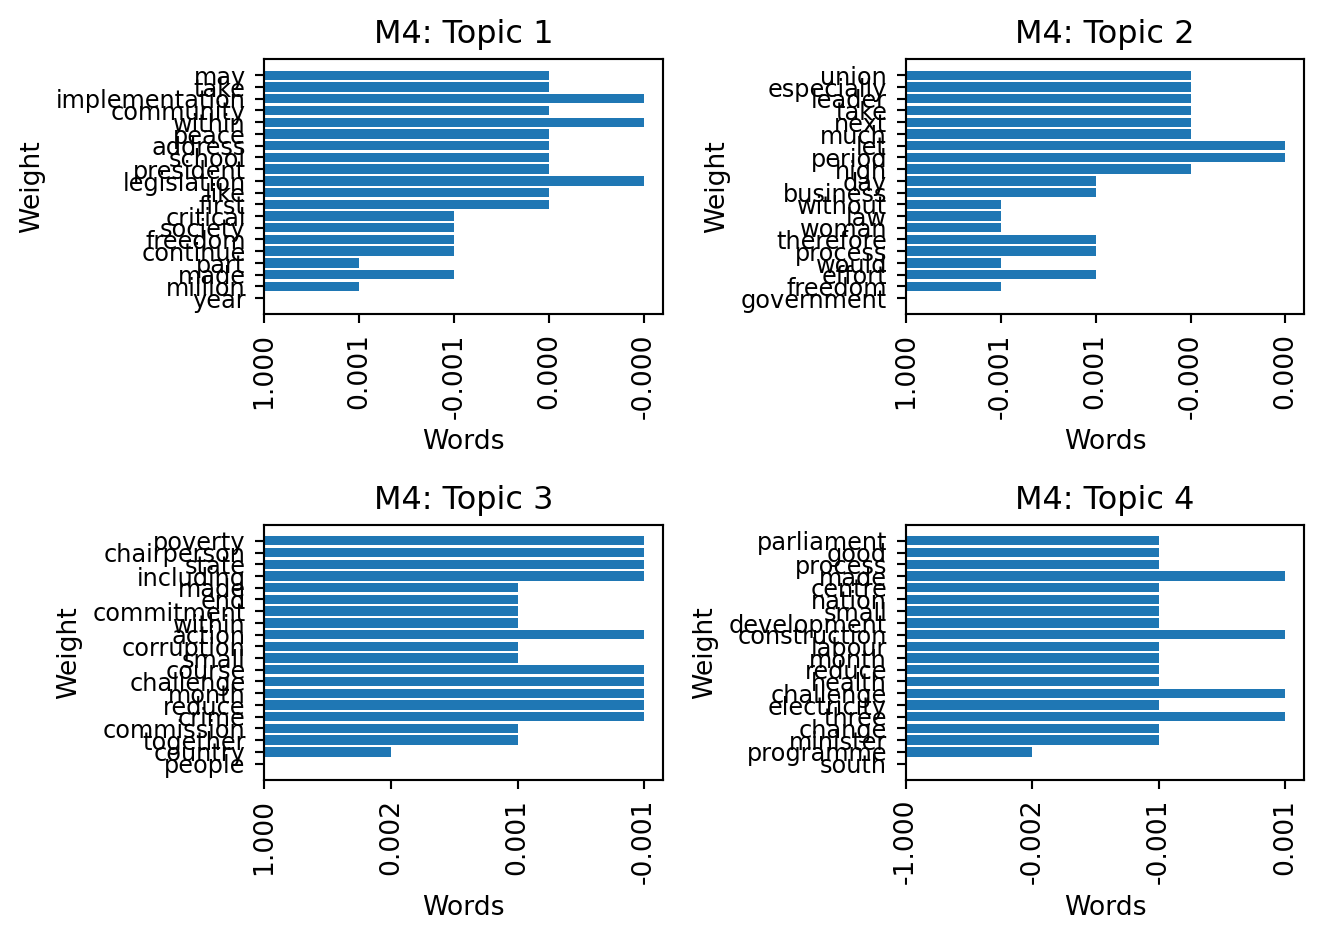 M4: Topic 1
Weight
may
take
implementation
community
within
peace
address
school
president
legislation
like
first
critical
society
freedom
continue
part
made
million
year
1.000
0.001
-0.001
0.000
-0.000
Words
M4: Topic 2
Weight
union
especially
leader
take
next
much
let
period
high
day
business
without
law
woman
therefore
process
would
effort
freedom
government
1.000
-0.001
0.001
-0.000
0.000
Words
M4: Topic 3
Weight
poverty
chairperson
state
including
made
end
commitment
within
action
corruption
small
course
challenge
month
reduce
crime
commission
together
country
people
1.000
0.002
0.001
-0.001
Words
M4: Topic 4
Weight
parliament
good
process
made
centre
nation
small
development
construction
labour
month
reduce
health
challenge
electricity
three
change
minister
programme
south
-1.000
-0.002
-0.001
0.001
Words